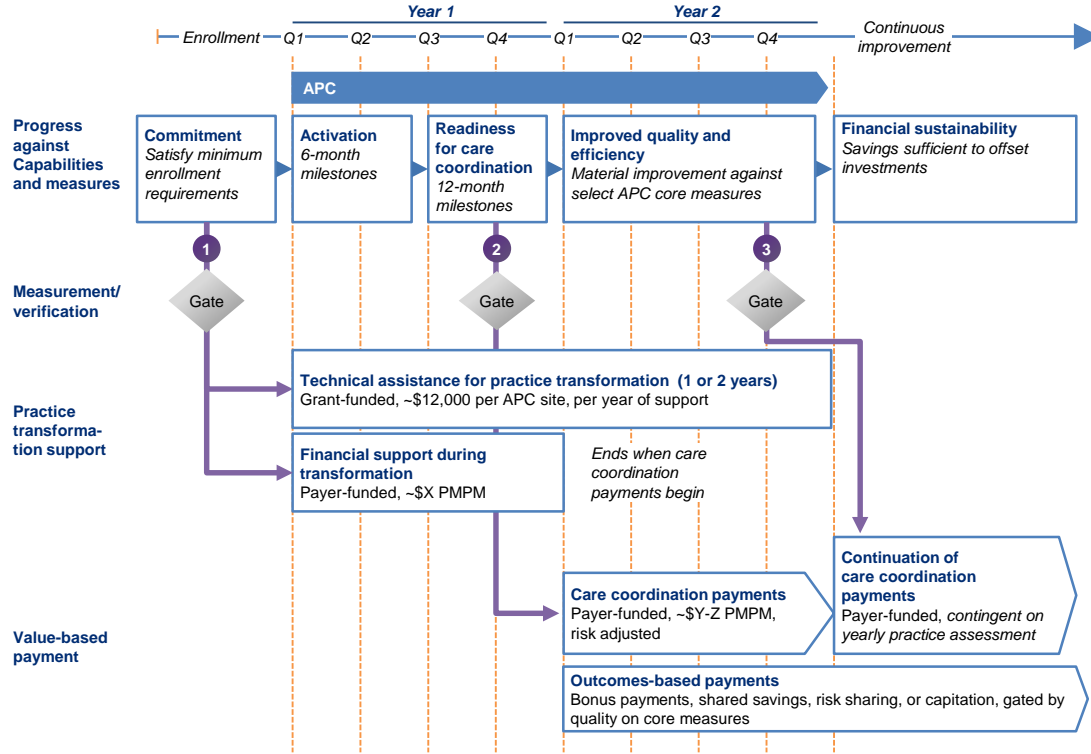 Year 1
Year 2
Enrollment
Q1
Q2
Q3
Q4
Q1
Q2
Q3
Q4
Continuous
improvement
APC
Progress
against
Capabilities
and measures
Commitment
Satisfy minimum
enrollment
requirements
Activation
6-month
milestones
Readiness
for care
coordination
12-month
milestones
Improved quality and
efficiency
Material improvement against
select APC core measures
Financial sustainability
Savings sufficient to offset
investments
1
2
3
Measurement/
verification
Gate
Gate
Gate
Practice
transforma-
tion support
Technical assistance for practice transformation (1 or 2 years)
Grant-funded, ~$12,000 per APC site, per year of support
Financial support during
transformation
Payer-funded, ~$X PMPM
Ends when care
coordination
payments begin
Value-based
payment
Care coordination payments
Payer-funded, ~$Y-Z PMPM,
risk adjusted
Continuation of
care coordination
payments
Payer-funded, contingent on
yearly practice assessment
Outcomes-based payments
Bonus payments, shared savings, risk sharing, or capitation, gated by
quality on core measures